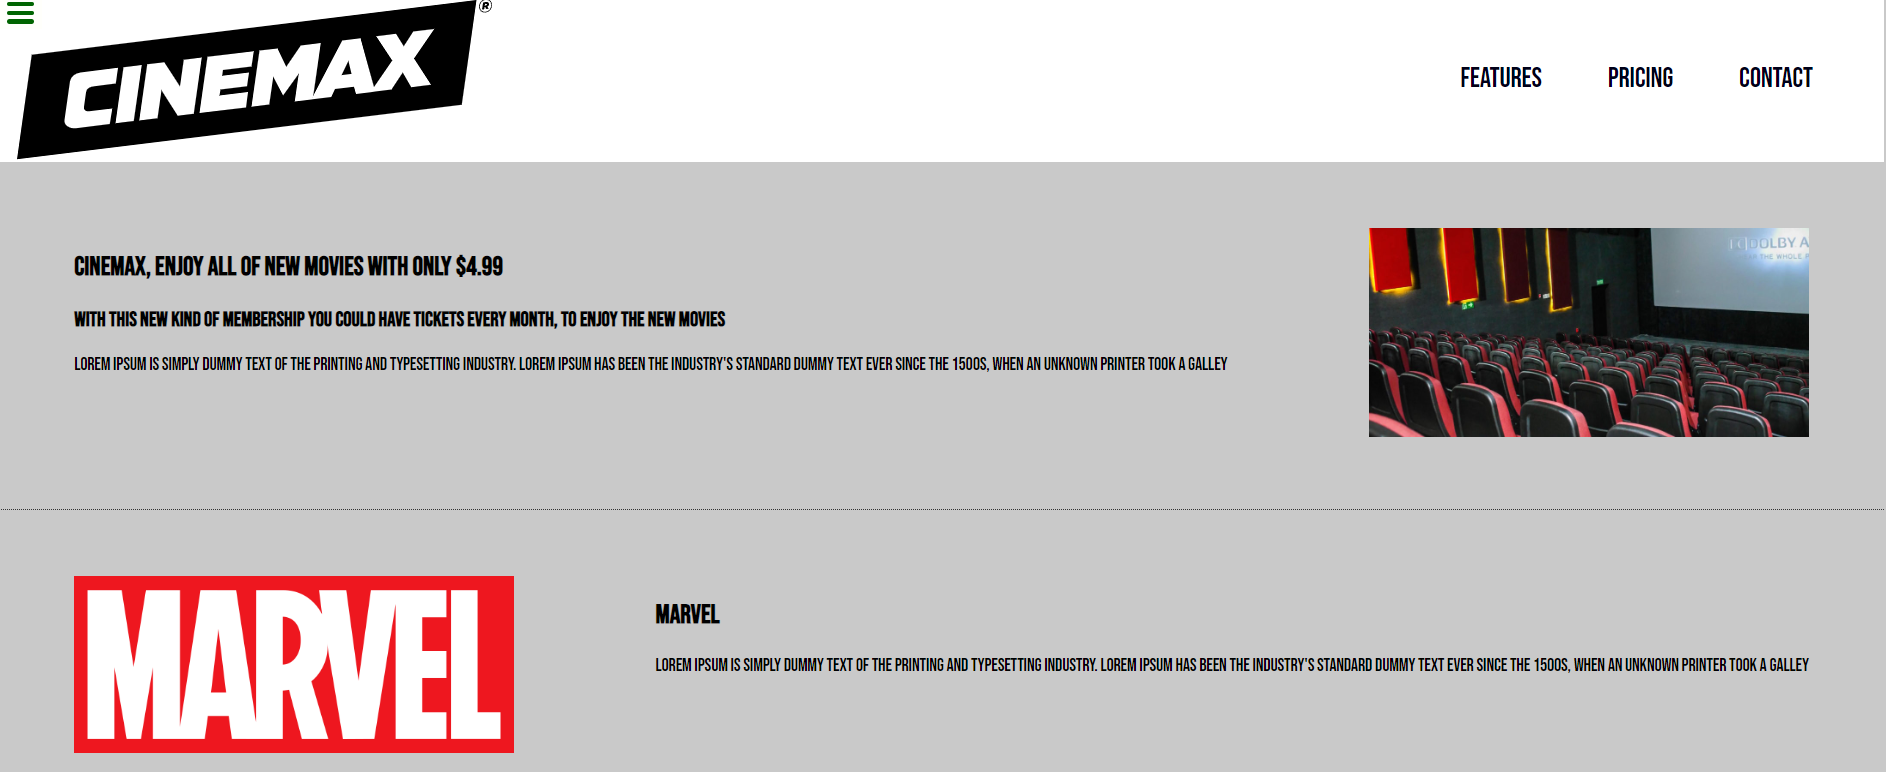 CINEMAX ®
FEATURES PRICING CONTACT
CINEMAX, ENJOY ALL OF NEW MOVIES WITH ONLY $4.99
WITH THIS NEW KIND OF MEMBERSHIP YOU COULD HAVE TICKETS EVERY MONTH, TO ENJOY THE NEW MOVIES
LOREM IPSUM IS SIMPLY DUMMY TEXT OF THE PRINTING AND TYPESETTING INDUSTRY. LOREM IPSUM HAS BEEN THE INDUSTRY'S STANDARD DUMMY TEXT EVER SINCE THE 1500S, WHEN AN UNKNOWN PRINTER TOOK A GALLEY
DOLBY A
THE WHOLE
MARVEL
MARVEL
LOREM IPSUM IS SIMPLY DUMMY TEXT OF THE PRINTING AND TYPESETTING INDUSTRY. LOREM IPSUM HAS BEEN THE INDUSTRY'S STANDARD DUMMY TEXT EVER SINCE THE 1500S, WHEN AN UNKNOWN PRINTER TOOK A GALLEY